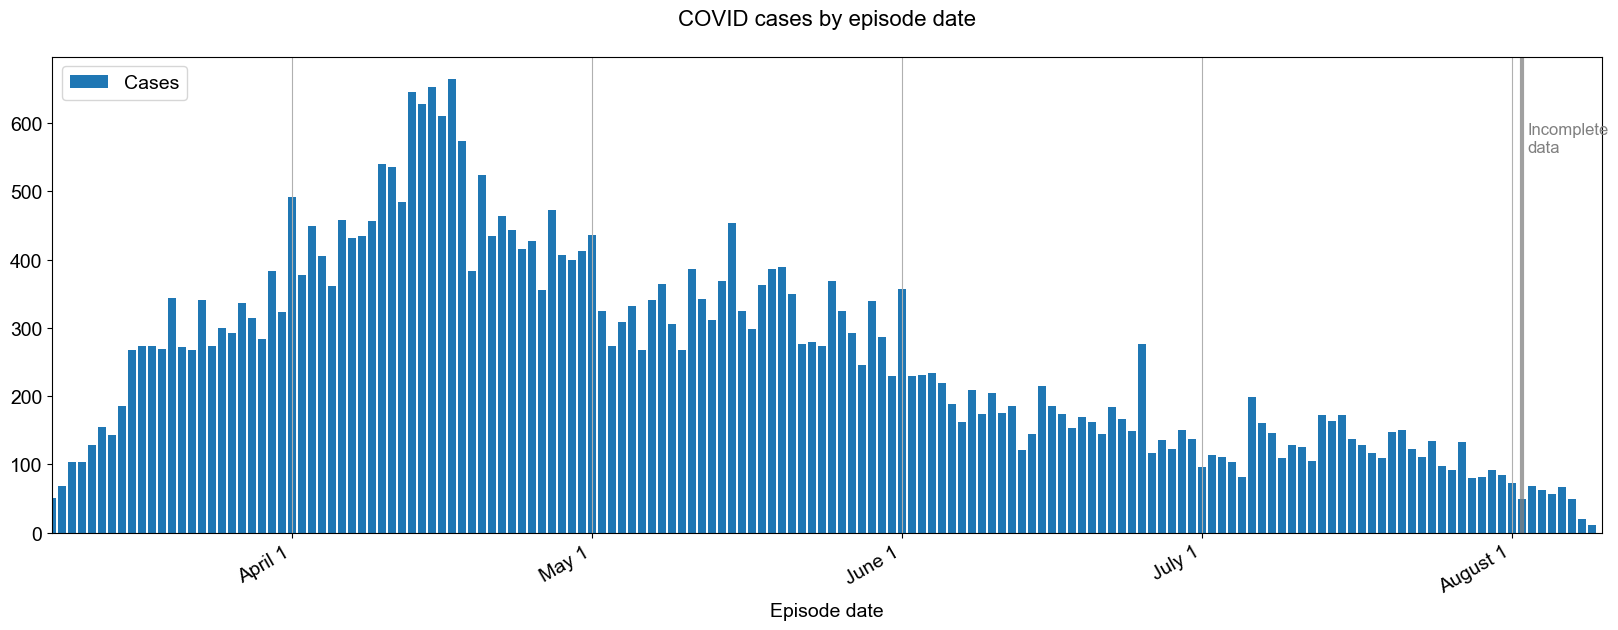 COVID cases by episode date
Cases
600
500
400
300
200
100
0
Incomplete
data
April 1
May 1
June 1
July 1
August 1
Episode date